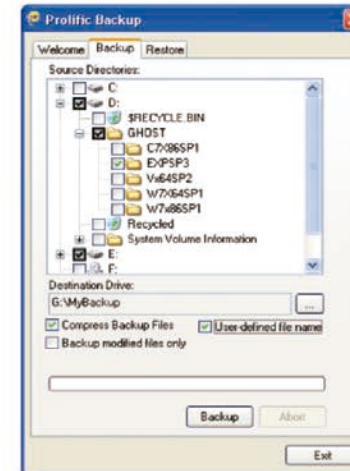 Prolific Backup
Welcome Backup Restore
Source Directories:
C:
D:
$RECYCLE.BIN
GHOST
C7X86SP1
EXPSP3
Vx64SP2
W7X64SP1
W7x86SP1
Recycled
System Volume Information
E:
F:
Destination Drive:
G:\MyBackup
...
Compress Backup Files User-defined file name
Backup modified files only
Backup Abort
Exit